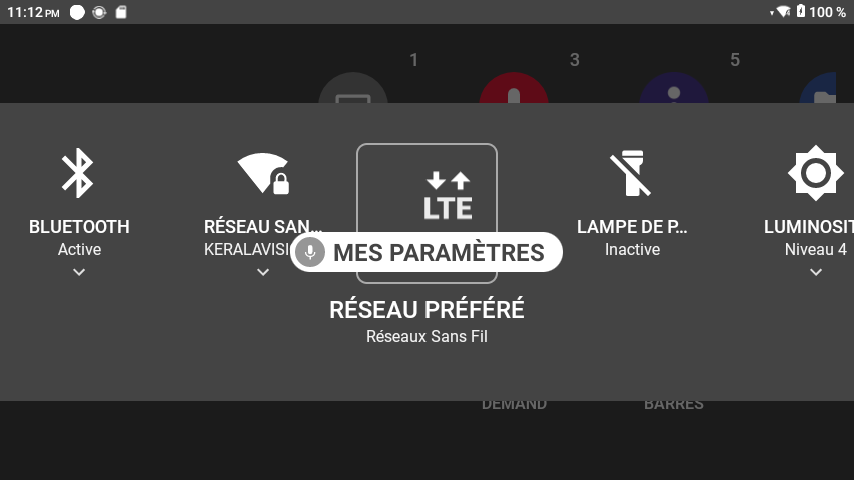 11:12 PM
100 %
1
3
5
BLUETOOTH
Active
RÉSEAU SAN...
LTE
LAMPE DE P...
Inactive
LUMINOSIT
Niveau 4
MES PARAMÈTRES
RÉSEAU PRÉFÉRÉ
Réseaux Sans Fil
DEMAND
BARRES